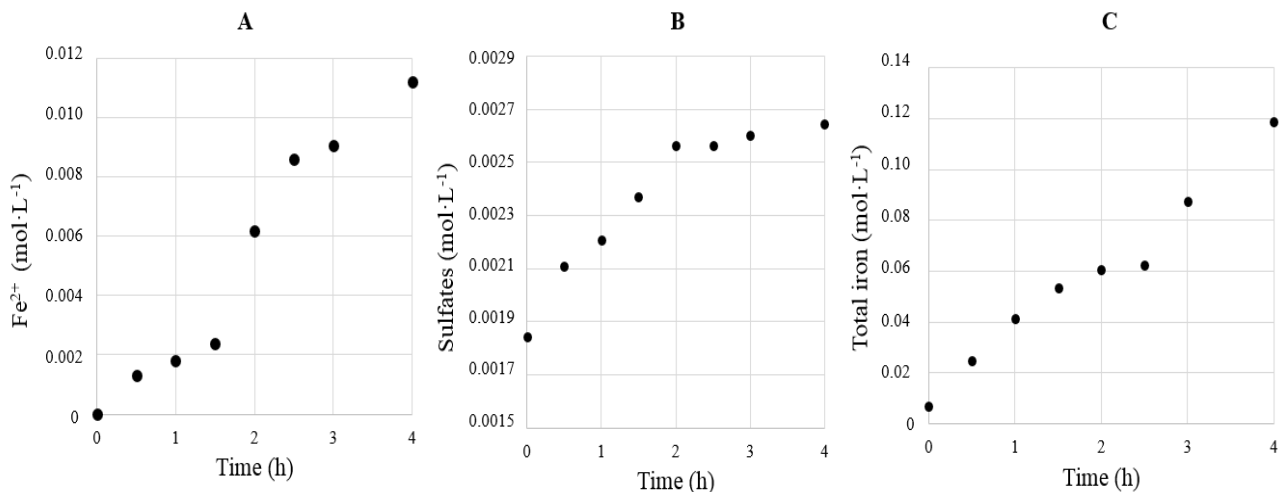 A
Fe²⁺ (mol·L⁻¹)
0.012
0.010
0.008
0.006
0.004
0.002
0
0 1 2 3 4
Time (h)
B
Sulfates (mol·L⁻¹)
0.0029
0.0027
0.0025
0.0023
0.0021
0.0019
0.0017
0.0015
0 1 2 3 4
Time (h)
C
Total iron (mol·L⁻¹)
0.14
0.12
0.10
0.08
0.06
0.04
0.02
0
0 1 2 3 4
Time (h)